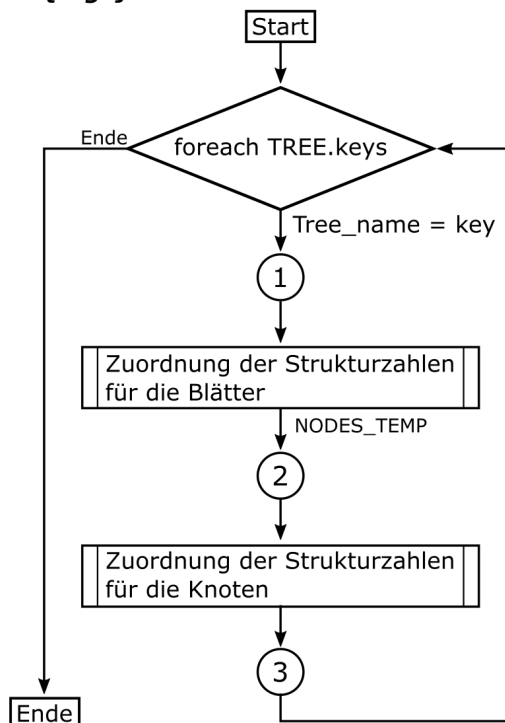 Start
Ende
foreach TREE.keys
Tree_name = key
1
Zuordnung der Strukturzahlen
für die Blätter
NODES_TEMP
2
Zuordnung der Strukturzahlen
für die Knoten
3
Ende